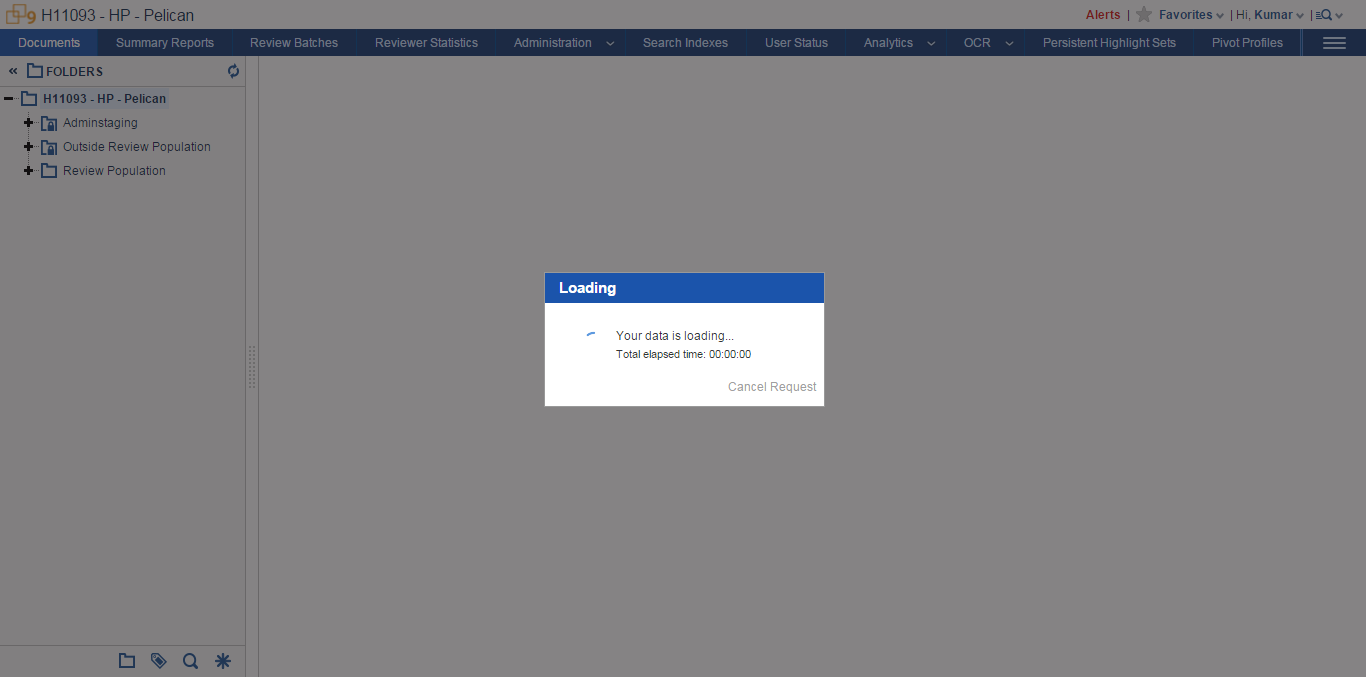 9 H11093 - HP - Pelican
Alerts | Favorites | Hi, Kumar |
Documents Summary Reports Review Batches Reviewer Statistics Administration Search Indexes User Status Analytics OCR Persistent Highlight Sets Pivot Profiles
« FOLDERS
H11093 - HP - Pelican
Adminstaging
Outside Review Population
Review Population
Loading
Your data is loading...
Total elapsed time: 00:00:00
Cancel Request